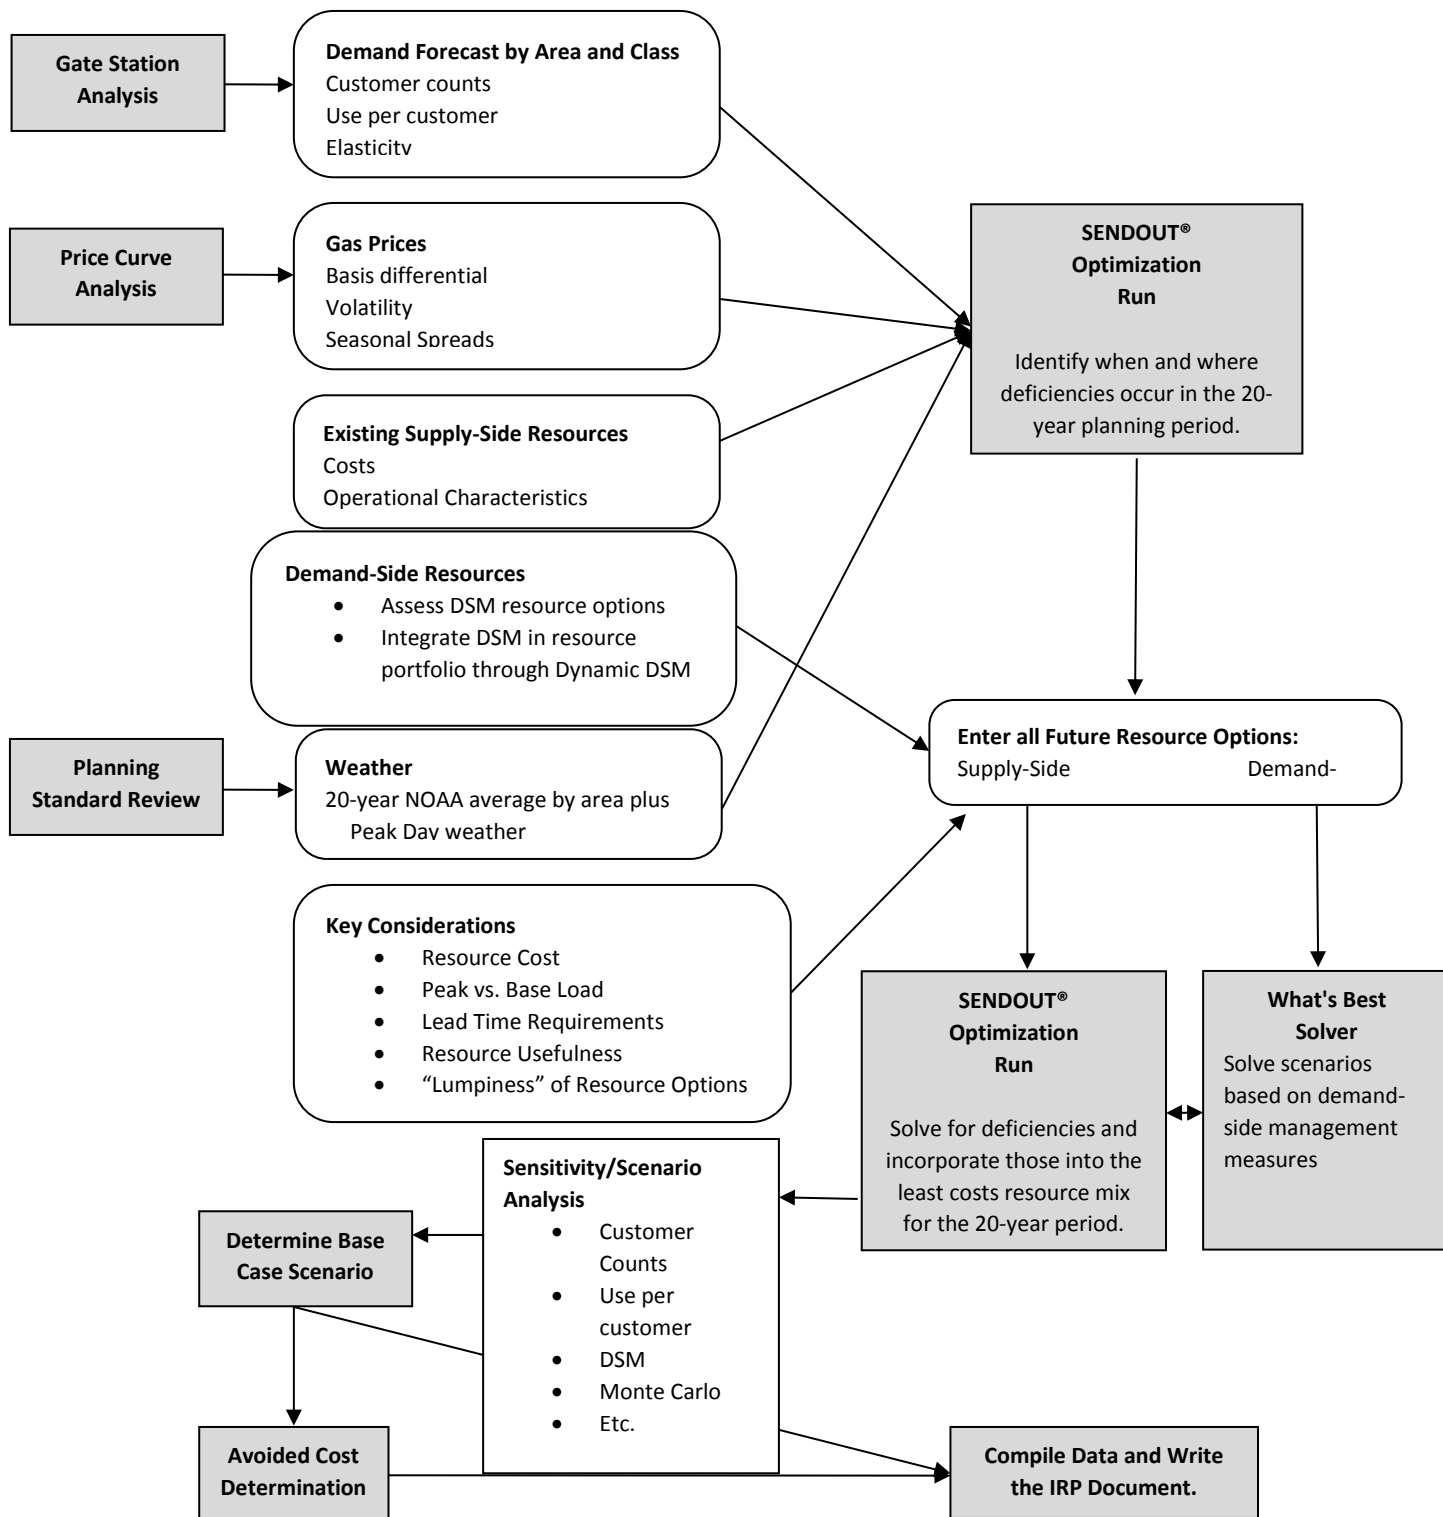 Gate Station
Analysis
Demand Forecast by Area and Class
Customer counts
Use per customer
Elasticity
Price Curve
Analysis
Gas Prices
Basis differential
Volatility
Seasonal Spreads
SENDOUT®
Optimization
Run
Identify when and where
deficiencies occur in the 20-
year planning period.
Existing Supply-Side Resources
Costs
Operational Characteristics
Demand-Side Resources
• Assess DSM resource options
• Integrate DSM in resource
portfolio through Dynamic DSM
Planning
Standard Review
Weather
20-year NOAA average by area plus
Peak Day weather
Enter all Future Resource Options:
Supply-Side Demand-
Key Considerations
• Resource Cost
• Peak vs. Base Load
• Lead Time Requirements
• Resource Usefulness
• “Lumpiness” of Resource Options
SENDOUT®
Optimization
Run
Solve for deficiencies and
incorporate those into the
least costs resource mix
for the 20-year period.
What's Best
Solver
Solve scenarios
based on demand-
side management
measures
Sensitivity/Scenario
Analysis
• Customer
Counts
• Use per
customer
• DSM
• Monte Carlo
• Etc.
Determine Base
Case Scenario
Avoided Cost
Determination
Compile Data and Write
the IRP Document.